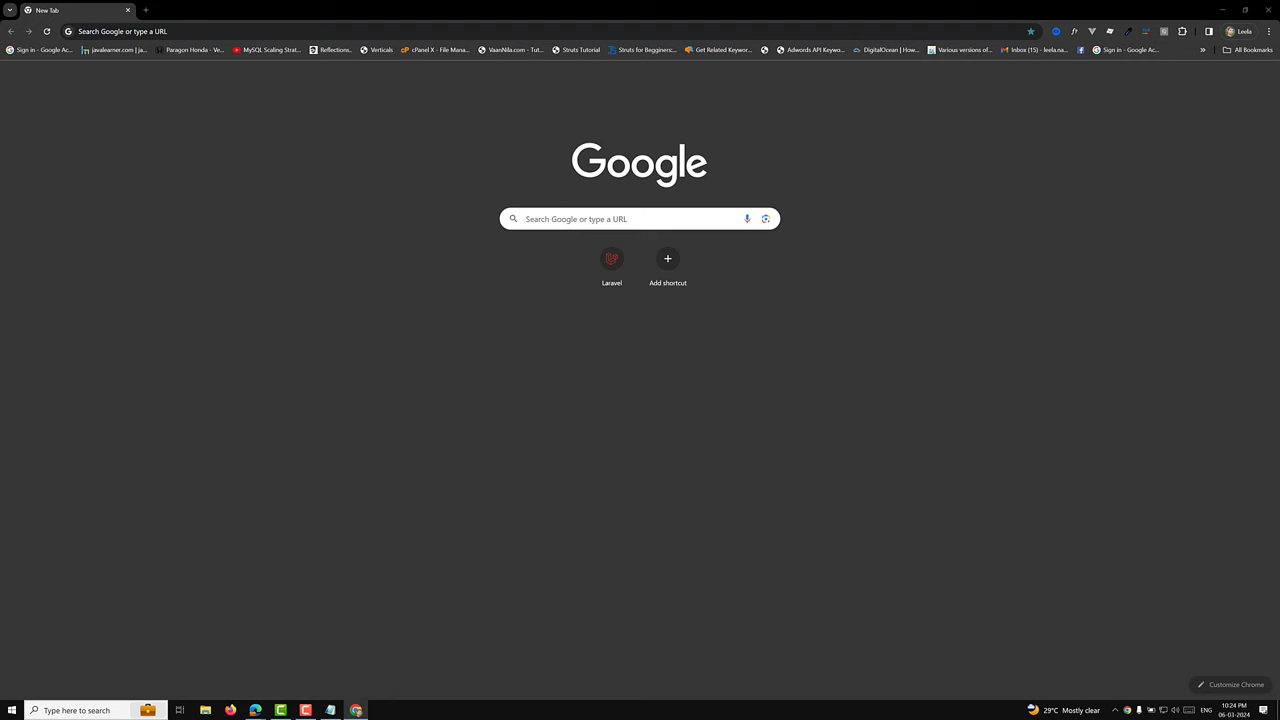 New Tab
Search Google or type a URL
Leela
Sign in - Google Ac...
javalearner.com | ja...
Paragon Honda - Ve...
MySQL Scaling Strat...
Reflections...
Verticals
cPanel X - File Mana...
VaanNila.com - Tut...
Struts Tutorial
Struts for Begginers:...
Get Related Keywor...
Adwords API Keywo...
DigitalOcean | How...
Various versions of...
Inbox (15) - leela.na...
Sign in - Google Ac...
All Bookmarks
Google
Search Google or type a URL
Laravel
Add shortcut
Customize Chrome
Type here to search
29°C Mostly clear
ENG
10:24 PM
06-03-2024